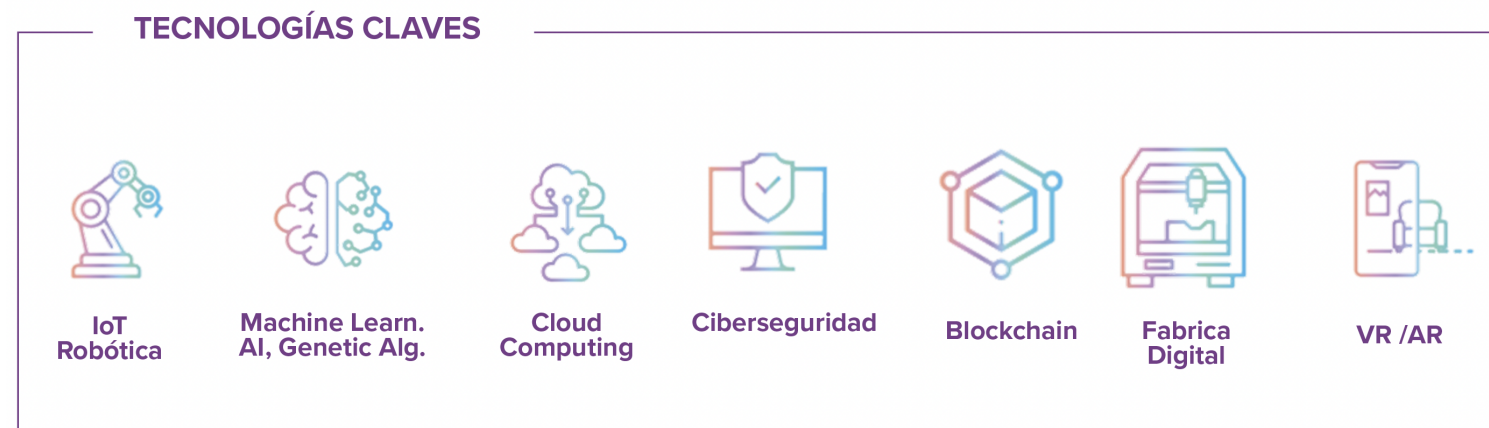 TECNOLOGÍAS CLAVES
IoT
Robótica
Machine Learn.
AI, Genetic Alg.
Cloud
Computing
Ciberseguridad
Blockchain
Fabrica
Digital
VR /AR